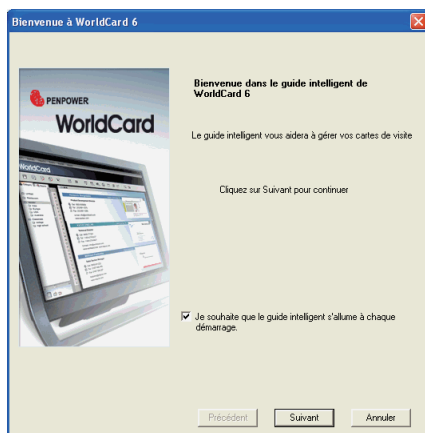 Bienvenue à WorldCard 6
PENPOWER
WorldCard
Bienvenue dans le guide intelligent de
WorldCard 6
Le guide intelligent vous aidera à gérer vos cartes de visite
Cliquez sur Suivant pour continuer
Je souhaite que le guide intelligent s'allume à chaque
démarrage.
Précédent
Suivant
Annuler